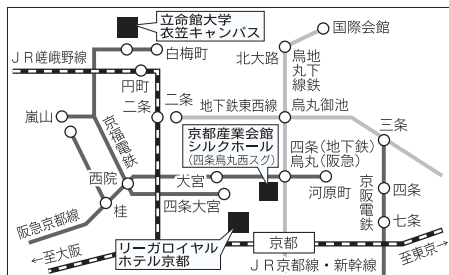 立命館大学
衣笠キャンパス
国際会館
JR嵯峨野線
白梅町
北大路
烏丸線
地下鉄
円町
二条
二条
地下鉄東西線
烏丸御池
嵐山
京福電鉄
三条
京都産業会館
シルクホール
(四条烏丸西スグ)
四条(地下鉄)
烏丸(阪急)
西院
大宮
河原町
京阪電鉄
四条
桂
四条大宮
七条
阪急京都線
←至大阪
リーガロイヤル
ホテル京都
京都
至東京→
JR京都線・新幹線